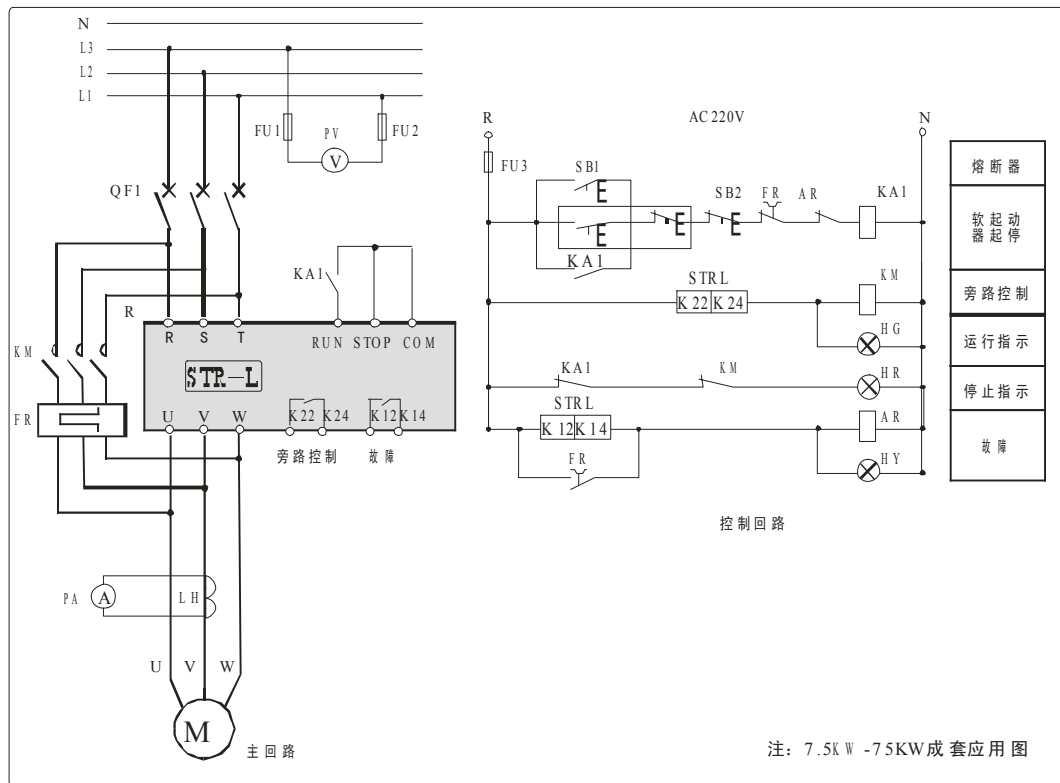 N
L3
L2
L1
FU1
PV
V
FU2
QF1
KA1
R
R S T
RUN STOP COM
STR-L
KM
FR
U V W
K22 K24
K12 K14
旁路控制
故障
PA
A
LH
U V W
M
主回路
R
AC220V
N
FU3
SB1
SB2
FR
AR
KA1
KA1
STRL
K22 K24
KM
HG
KA1
KM
HR
STRL
K12 K14
AR
FR
HY
控制回路
熔断器
软起动
器起停
旁路控制
运行指示
停止指示
故障
注：7.5KW-75KW成套应用图